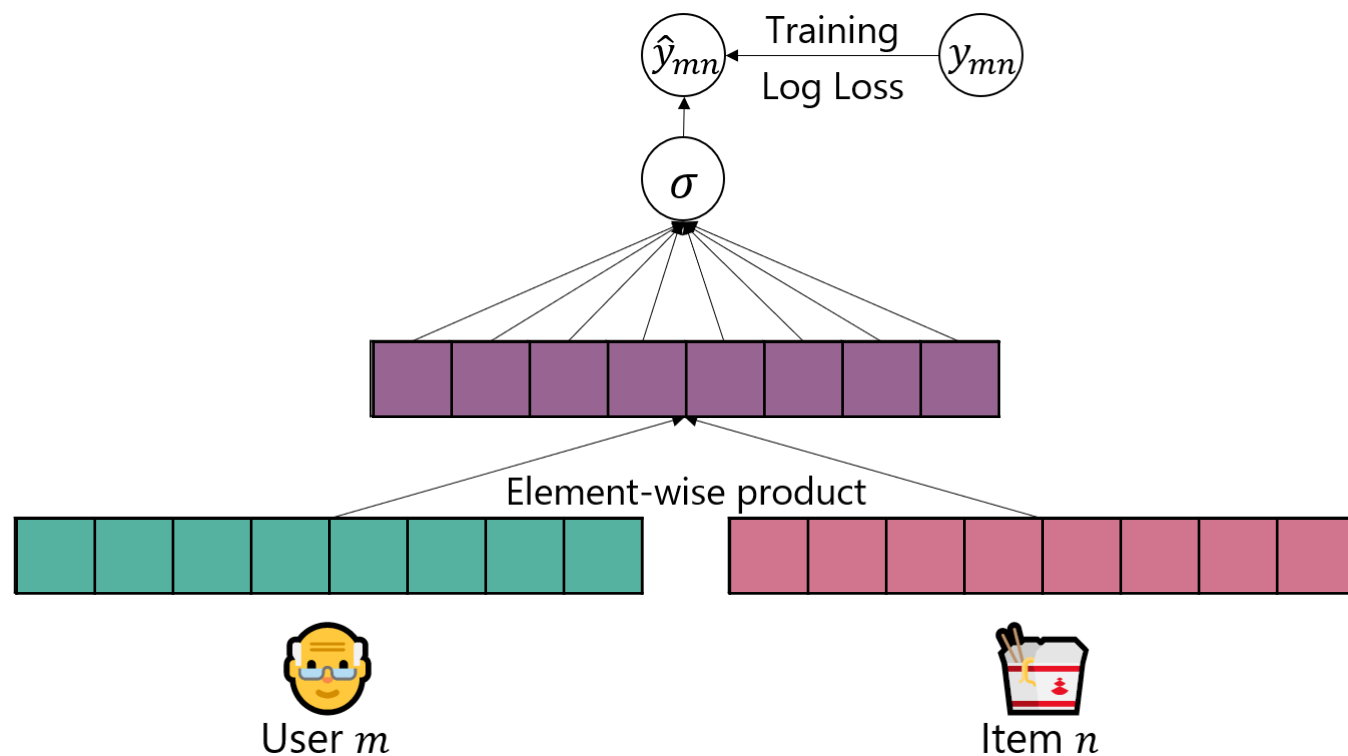 ŷ_mn
Training
y_mn
Log Loss
σ
Element-wise product
User m
Item n